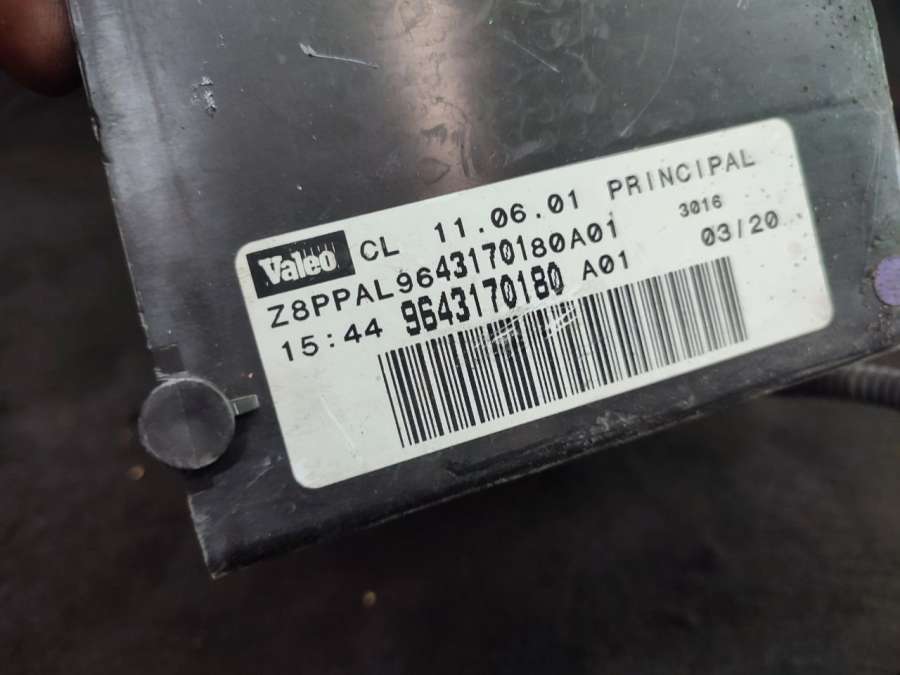 Valeo CL 11.06.01 PRINCIPAL
Z8PPAL9643170180A01 3016
15:44 9643170180 A01 03/20